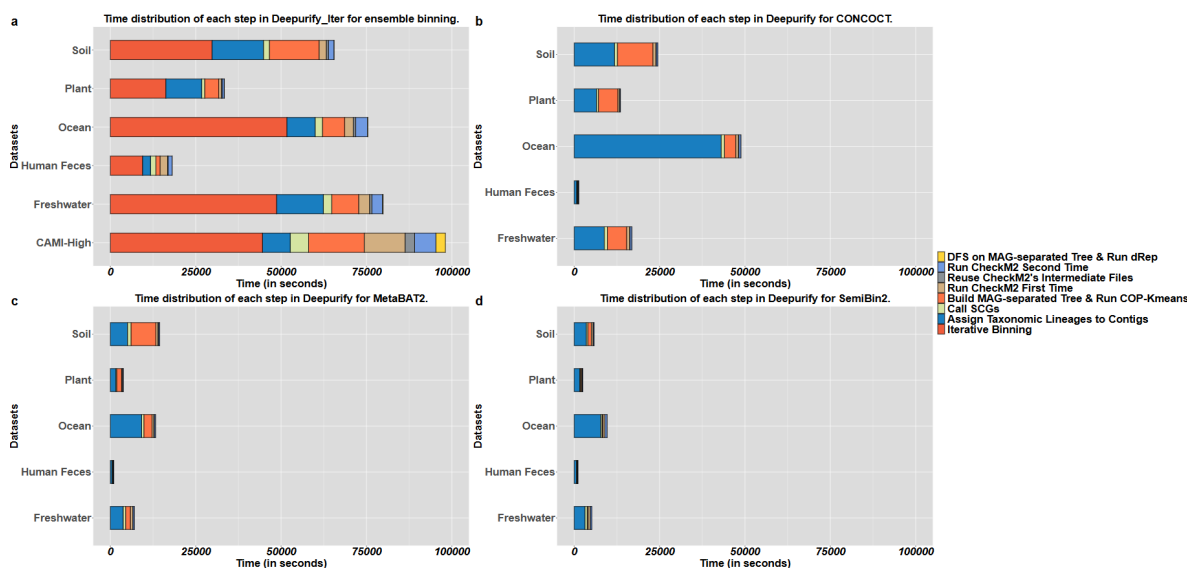 a
Time distribution of each step in Deepurify_Iter for ensemble binning.
Datasets
Soil
Plant
Ocean
Human Feces
Freshwater
CAMI-High
0 25000 50000 75000 100000
Time (in seconds)
b
Time distribution of each step in Deepurify for CONCOCT.
Datasets
Soil
Plant
Ocean
Human Feces
Freshwater
0 25000 50000 75000 100000
Time (in seconds)
c
Time distribution of each step in Deepurify for MetaBAT2.
Datasets
Soil
Plant
Ocean
Human Feces
Freshwater
0 25000 50000 75000 100000
Time (in seconds)
d
Time distribution of each step in Deepurify for SemiBin2.
Datasets
Soil
Plant
Ocean
Human Feces
Freshwater
0 25000 50000 75000 100000
Time (in seconds)
DFS on MAG-separated Tree & Run dRep
Run CheckM2 Second Time
Reuse CheckM2's Intermediate Files
Run CheckM2 First Time
Build MAG-separated Tree & Run COP-Kmeans
Call SCGs
Assign Taxonomic Lineages to Contigs
Iterative Binning